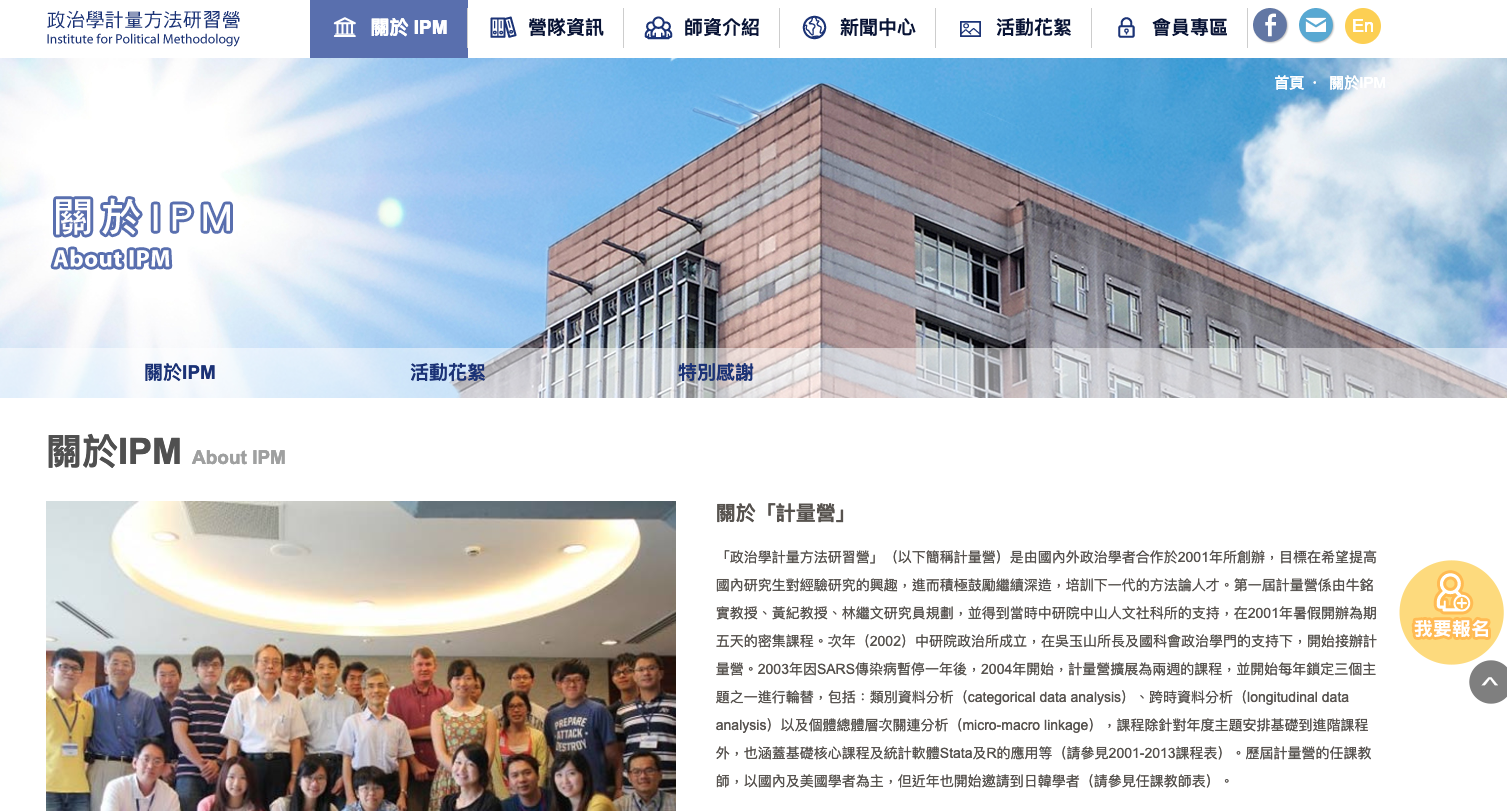 政治學計量方法研習營
Institute for Political Methodology
關於 IPM
營隊資訊
師資介紹
新聞中心
活動花絮
會員專區
En
首頁 · 關於IPM
關於IPM
About IPM
關於IPM
活動花絮
特別感謝
關於IPM About IPM
關於「計量營」
「政治學計量方法研習營」（以下簡稱計量營）是由國內外政治學者合作於2001年所創辦，目標在希望提高
國內研究生對經驗研究的興趣，進而積極鼓勵繼續深造，培訓下一代的方法論人才。第一屆計量營係由牛銘
實教授、黃紀教授、林繼文研究員規劃，並得到當時中研院中山人文社科所的支持，在2001年暑假開辦為期
五天的密集課程。次年（2002）中研院政治所成立，在吳玉山所長及國科會政治學門的支持下，開始接辦計
量營。2003年因SARS傳染病暫停一年後，2004年開始，計量營擴展為兩週的課程，並開始每年鎖定三個主
題之一進行輪替，包括：類別資料分析（categorical data analysis）、跨時資料分析（longitudinal data
analysis）以及個體總體層次關連分析（micro-macro linkage），課程除針對年度主題安排基礎到進階課程
外，也涵蓋基礎核心課程及統計軟體Stata及R的應用等（請參見2001-2013課程表）。歷屆計量營的任課教
師，以國內及美國學者為主，但近年也開始邀請到日韓學者（請參見任課教師表）。
我要報名
PREPARE
ATTACK
DESTROY